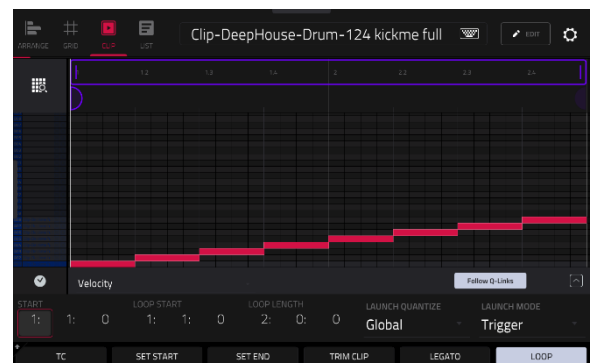 ARRANGE GRID CLIP LIST
Clip-DeepHouse-Drum-124 kickme full
EDIT
1 1.2 1.3 1.4 2 2.2 2.3 2.4
Velocity
Follow Q-Links
START LOOP START LOOP LENGTH LAUNCH QUANTIZE LAUNCH MODE
1: 1: 0 1: 1: 0 2: 0: 0 Global Trigger
TC SET START SET END TRIM CLIP LEGATO LOOP